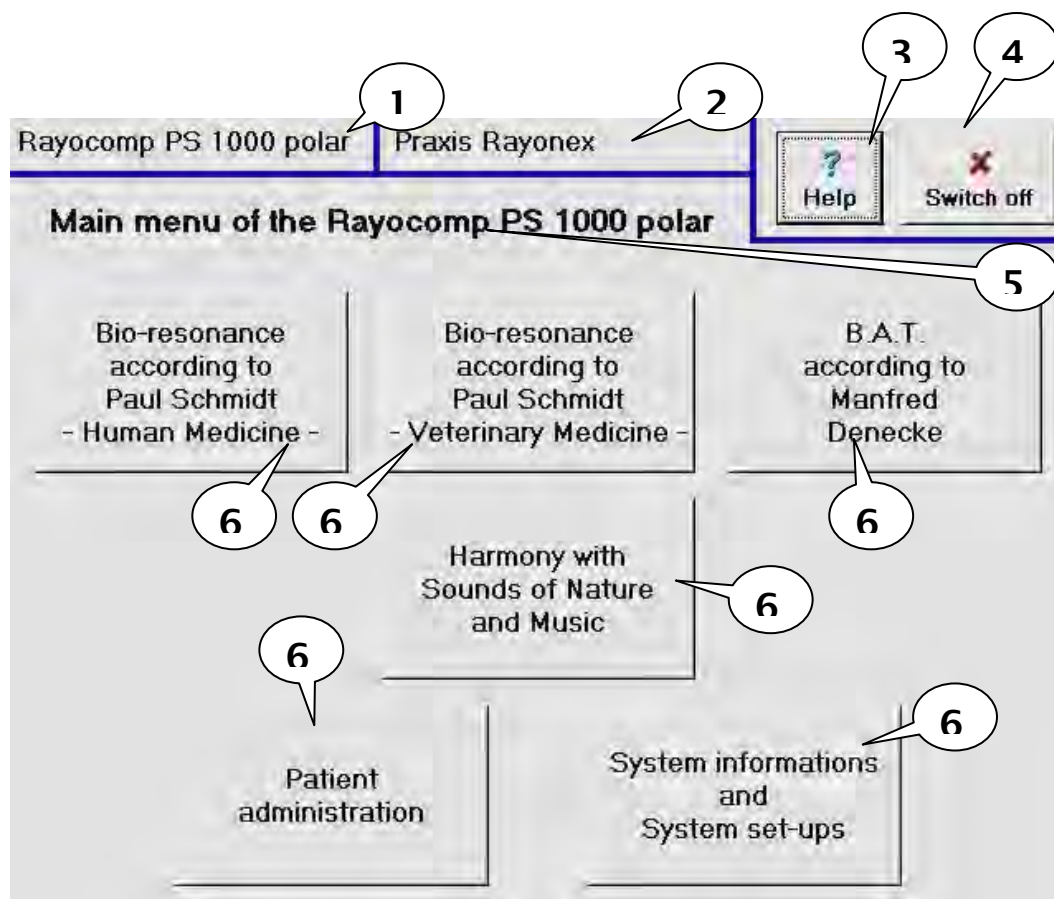 3
4
1
2
Rayocomp PS 1000 polar
Praxis Rayonex
?
Help
x
Switch off
Main menu of the Rayocomp PS 1000 polar
5
Bio-resonance
according to
Paul Schmidt
- Human Medicine -
Bio-resonance
according to
Paul Schmidt
- Veterinary Medicine -
B.A.T.
according to
Manfred
Denecke
6
6
6
Harmony with
Sounds of Nature
and Music
6
6
6
Patient
administration
System informations
and
System set-ups